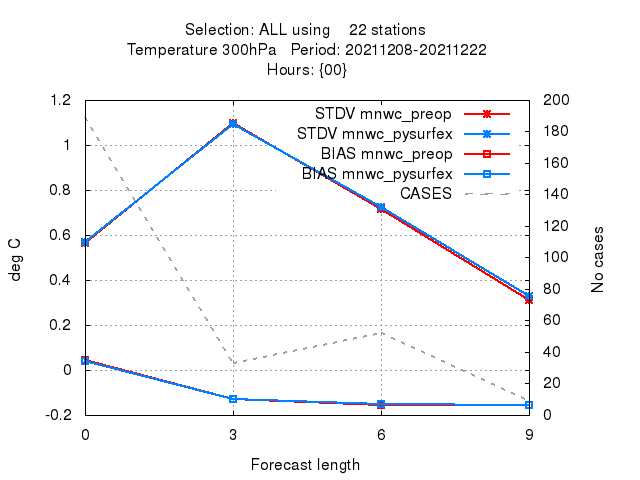 Selection: ALL using 22 stations
Temperature 300hPa Period: 20211208-20211222
Hours: {00}
1.2 200
STDV mnwc_preop
180
STDV mnwc_pysurfex
1 160
BIAS mnwc_preop
BIAS mnwc_pysurfex
0.8 140
CASES
120
0.6
100
0.4 80
60
0.2
40
0
20
-0.2 0
0 3 6 9
deg C
No cases
Forecast length